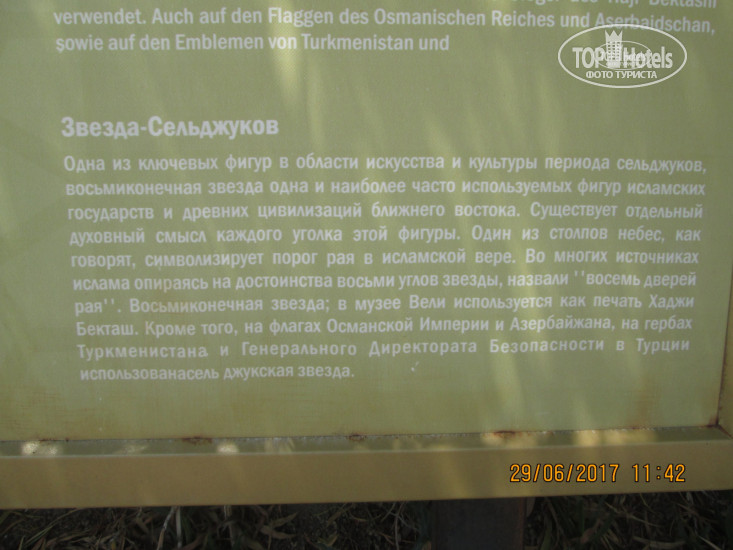 verwendet. Auch auf den Flaggen des Osmanischen Reiches und Aserbaidschan,
sowie auf den Emblemen von Turkmenistan und
TOP Hotels
ФОТО ТУРИСТА
Звезда-Сельджуков
Одна из ключевых фигур в области искусства и культуры периода сельджуков,
восьмиконечная звезда одна и наиболее часто используемых фигур исламских
государств и древних цивилизаций ближнего востока. Существует отдельный
духовный смысл каждого уголка этой фигуры. Один из столпов небес, как
говорят, символизирует порог рая в исламской вере. Во многих источниках
ислама опираясь на достоинства восьми углов звезды, назвали ''восемь дверей
рая''. Восьмиконечная звезда; в музее Вели используется как печать Хаджи
Бекташ. Кроме того, на флагах Османской Империи и Азербайжана, на гербах
Туркменистана и Генерального Директората Безопасности в Турции
использованасель джукская звезда.
29/06/2017 11:42